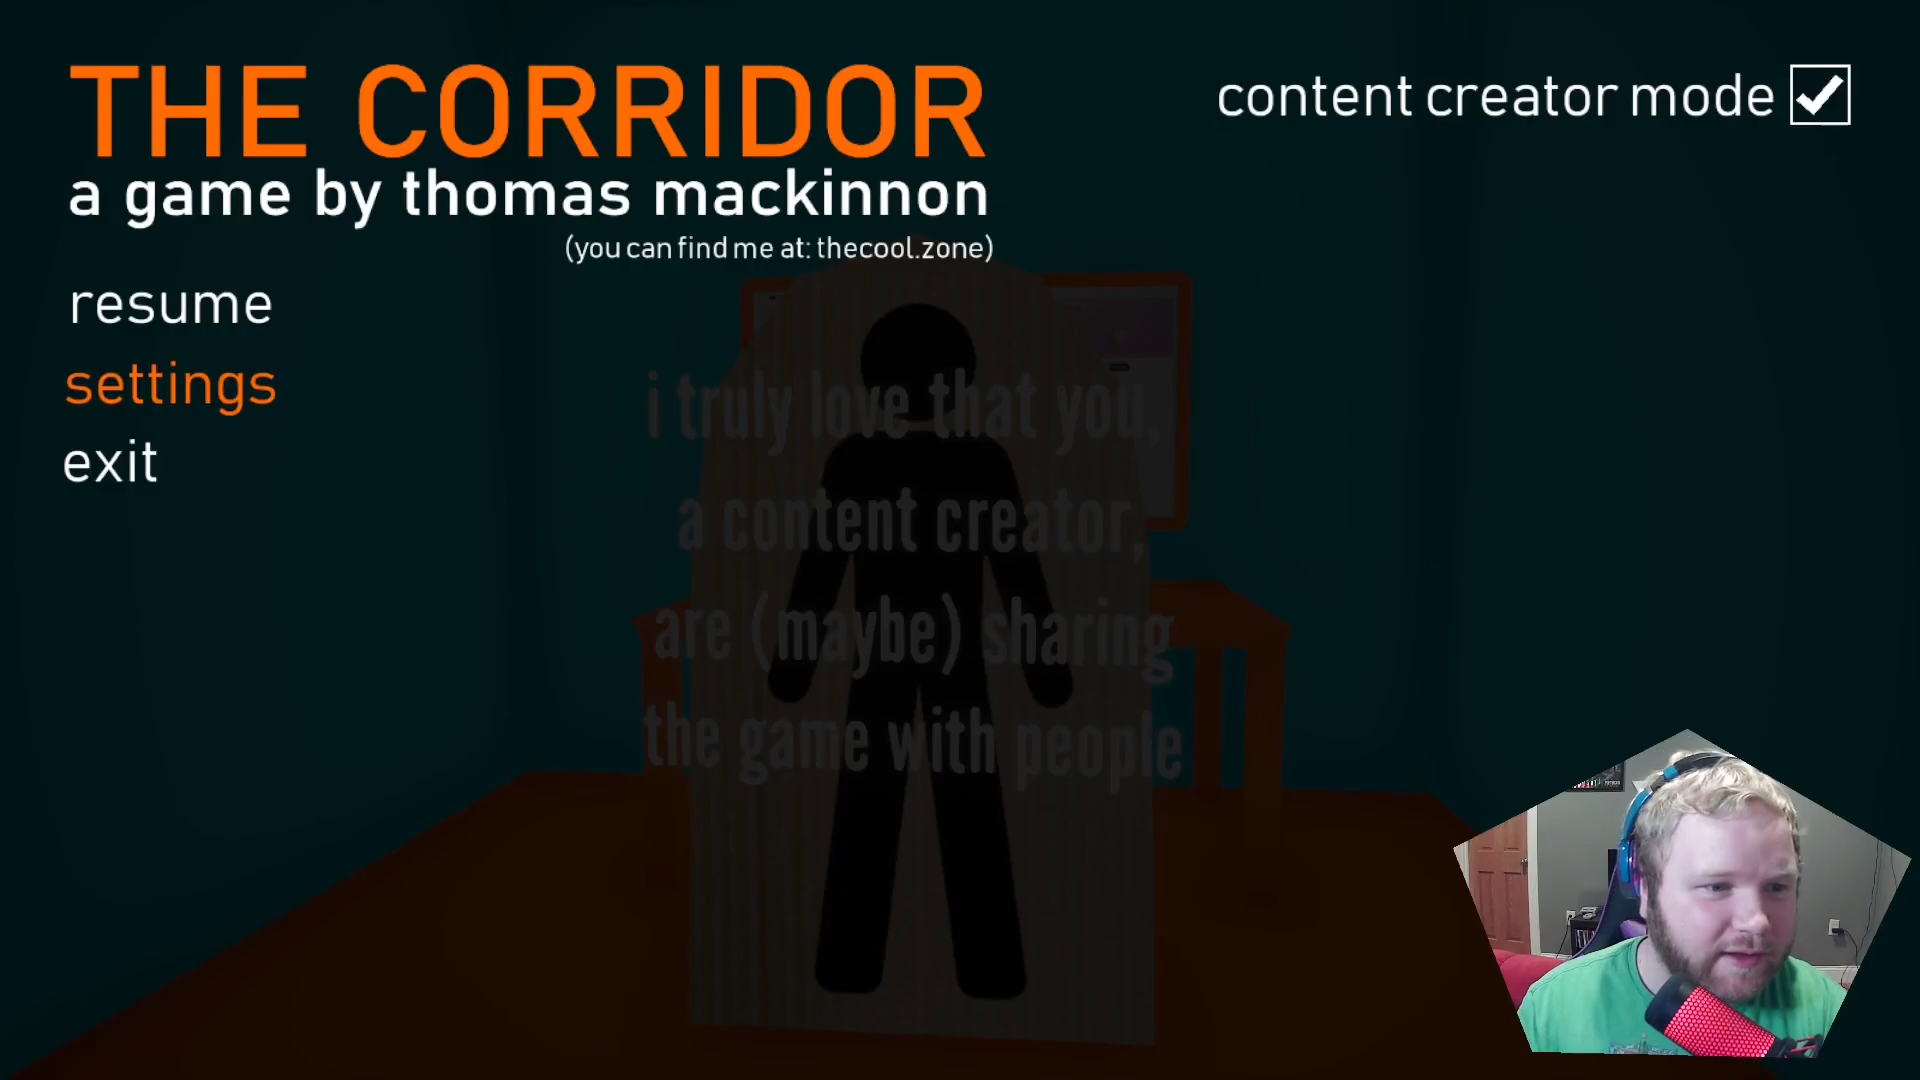 THE CORRIDOR
a game by thomas mackinnon
(you can find me at: thecool.zone)
content creator mode
resume
settings
exit
i truly love that you,
a content creator,
are (maybe) sharing
the game with people